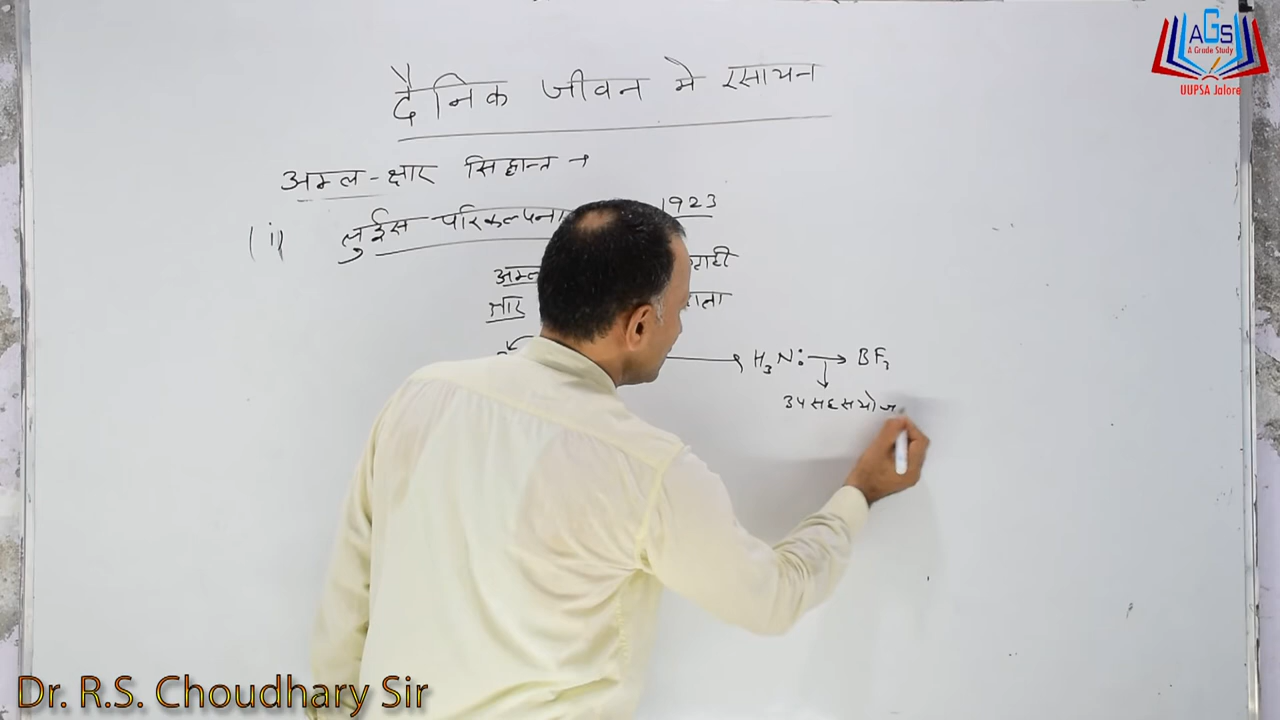 AGS
A Grade Study
UUPSA Jalore
दैनिक जीवन मे रसायन
अम्ल-क्षार सिद्धान्त →
(i) लुईस परिकल्पना 1923
अम्ल
क्षार
H₃N: → BF₃
उपसहसयोज
Dr. R.S. Choudhary Sir